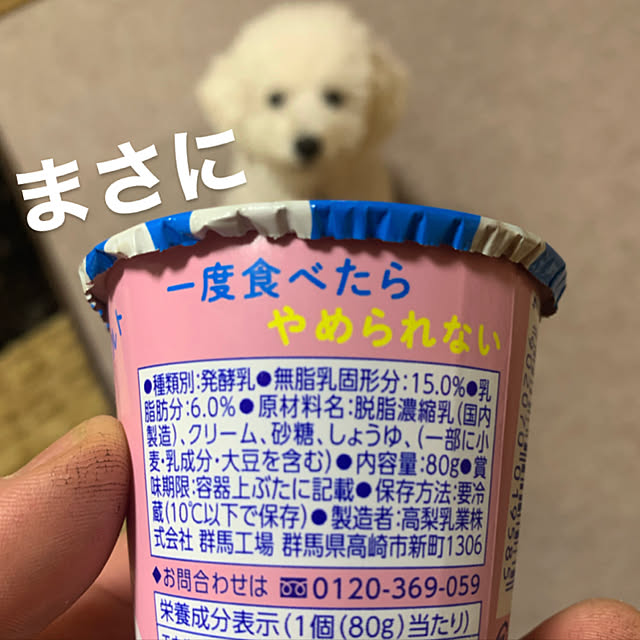 まさに
一度食べたら
やめられない
●種類別:発酵乳●無脂乳固形分:15.0%●乳
脂肪分:6.0%●原材料名:脱脂濃縮乳(国内
製造)、クリーム、砂糖、しょうゆ、(一部に小
麦・乳成分・大豆を含む)●内容量:80g●賞
味期限:容器上ぶたに記載●保存方法:要冷
蔵(10℃以下で保存)●製造者:高梨乳業株
式会社 群馬工場 群馬県高崎市新町1306
◆お問合わせは 0120-369-059
栄養成分表示(1個(80g)当たり)